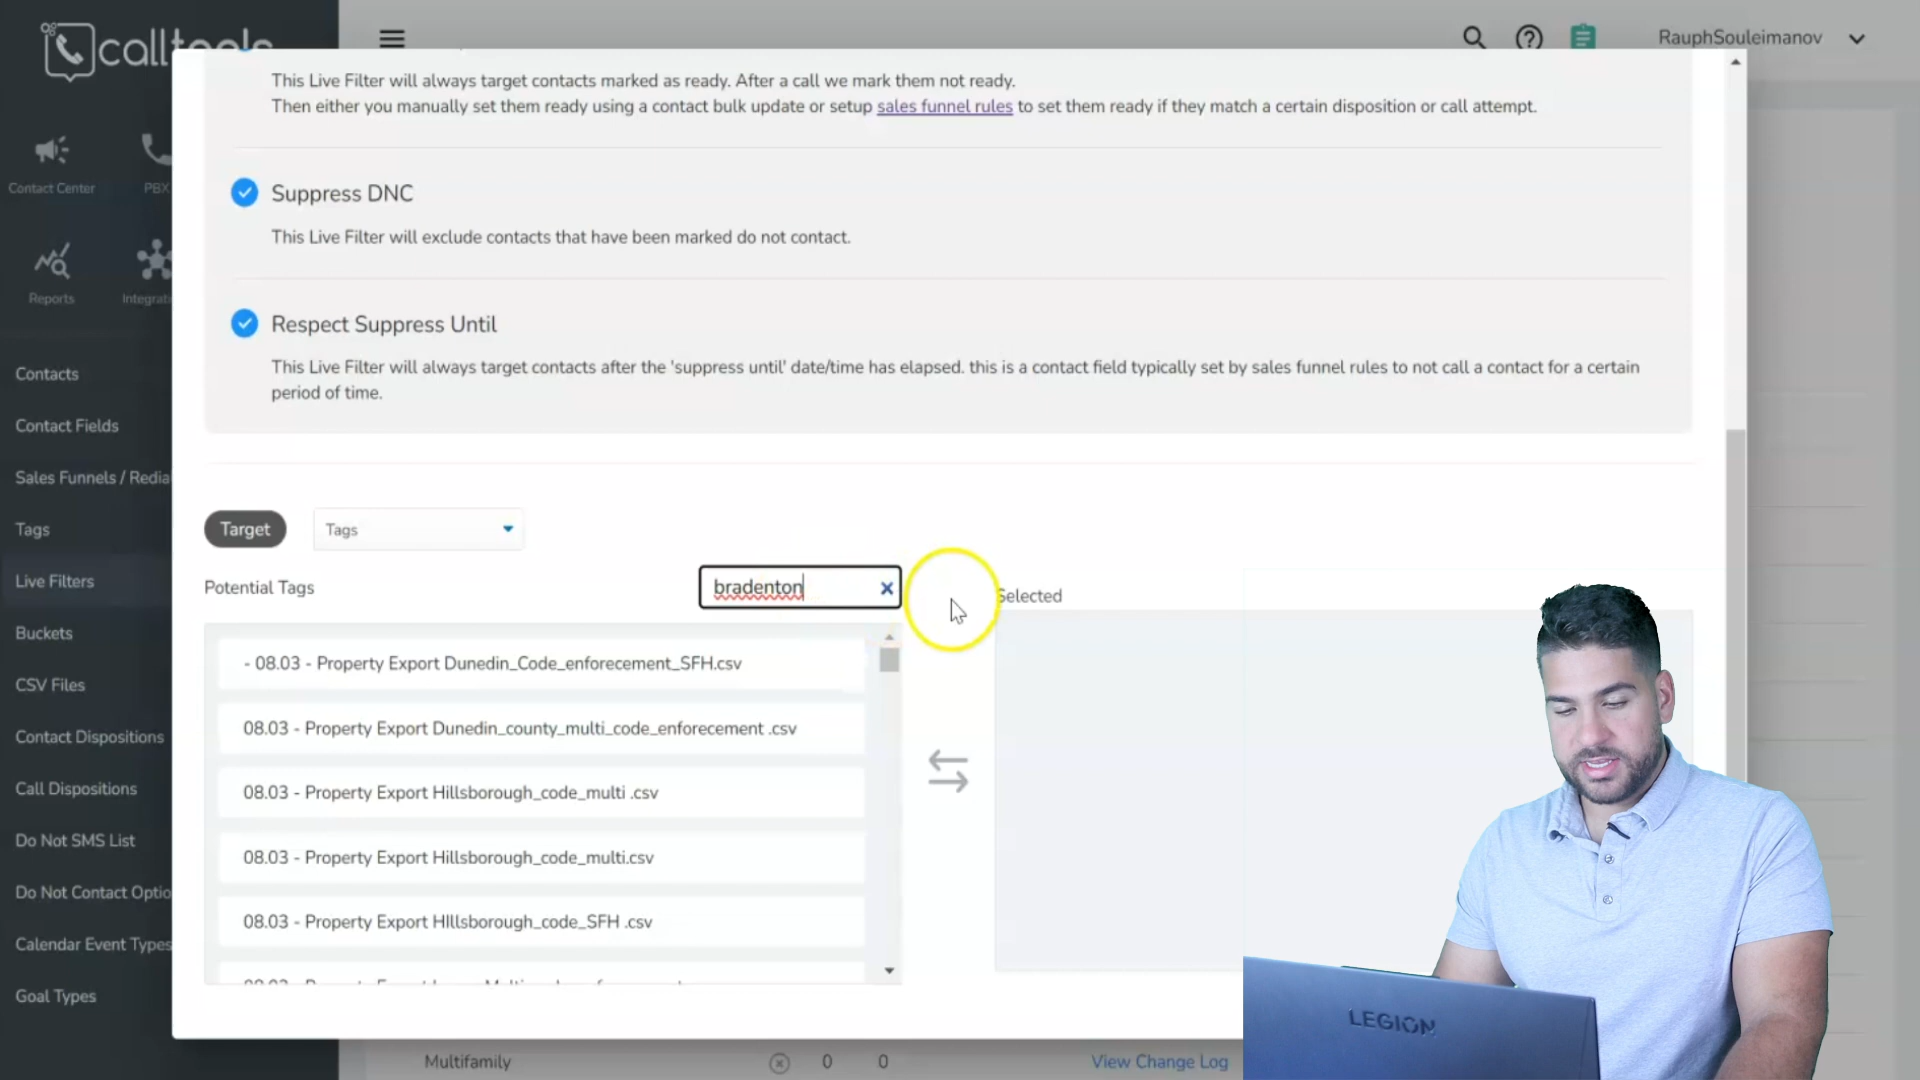 calltools
RauphSouleimanov
This Live Filter will always target contacts marked as ready. After a call we mark them not ready.
Then either you manually set them ready using a contact bulk update or setup sales funnel rules to set them ready if they match a certain disposition or call attempt.
Contact Center
PBX
Suppress DNC
This Live Filter will exclude contacts that have been marked do not contact.
Reports
Integrati
Respect Suppress Until
This Live Filter will always target contacts after the 'suppress until' date/time has elapsed. this is a contact field typically set by sales funnel rules to not call a contact for a certain
period of time.
Contacts
Contact Fields
Sales Funnels / Redia
Tags
Live Filters
Buckets
CSV Files
Contact Dispositions
Call Dispositions
Do Not SMS List
Do Not Contact Optio
Calendar Event Types
Goal Types
Target
Tags
Potential Tags
bradenton
Selected
- 08.03 - Property Export Dunedin_Code_enforecement_SFH.csv
08.03 - Property Export Dunedin_county_multi_code_enforecement .csv
08.03 - Property Export Hillsborough_code_multi .csv
08.03 - Property Export Hillsborough_code_multi.csv
08.03 - Property Export HIllsborough_code_SFH .csv
LEGION
Multifamily
0
0
View Change Log